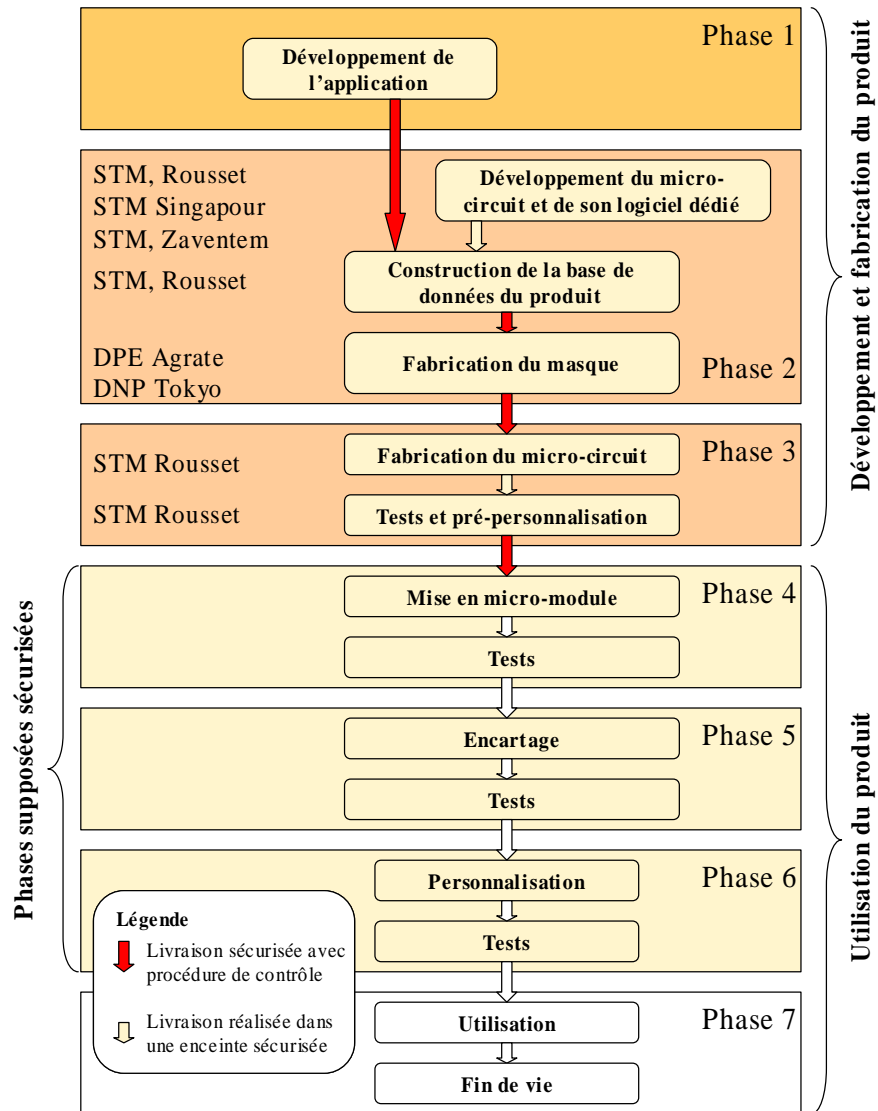 Phase 1
Développement de
l'application
Développement et fabrication du produit
STM, Rousset
STM Singapour
STM, Zaventem
STM, Rousset
Développement du micro-
circuit et de son logiciel dédié
Construction de la base de
données du produit
DPE Agrate
DNP Tokyo
Fabrication du masque
Phase 2
Phase 3
STM Rousset
Fabrication du micro-circuit
STM Rousset
Tests et pré-personnalisation
Phases supposées sécurisées
Phase 4
Mise en micro-module
Tests
Utilisation du produit
Phase 5
Encartage
Tests
Phase 6
Personnalisation
Tests
Légende
Livraison sécurisée avec
procédure de contrôle
Livraison réalisée dans
une enceinte sécurisée
Phase 7
Utilisation
Fin de vie